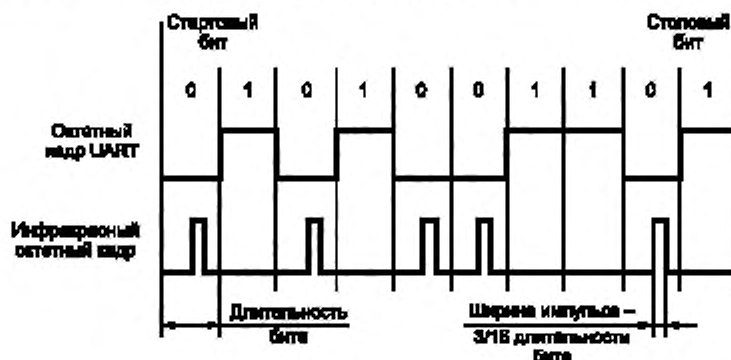 Стартовый
бит
Стоповый
бит
0 1 0 1 0 0 1 1 0 1
Октетный
кадр UART
Инфракрасный
октетный кадр
Длительность
бита
Ширина импульса –
3/16 длительности
бита